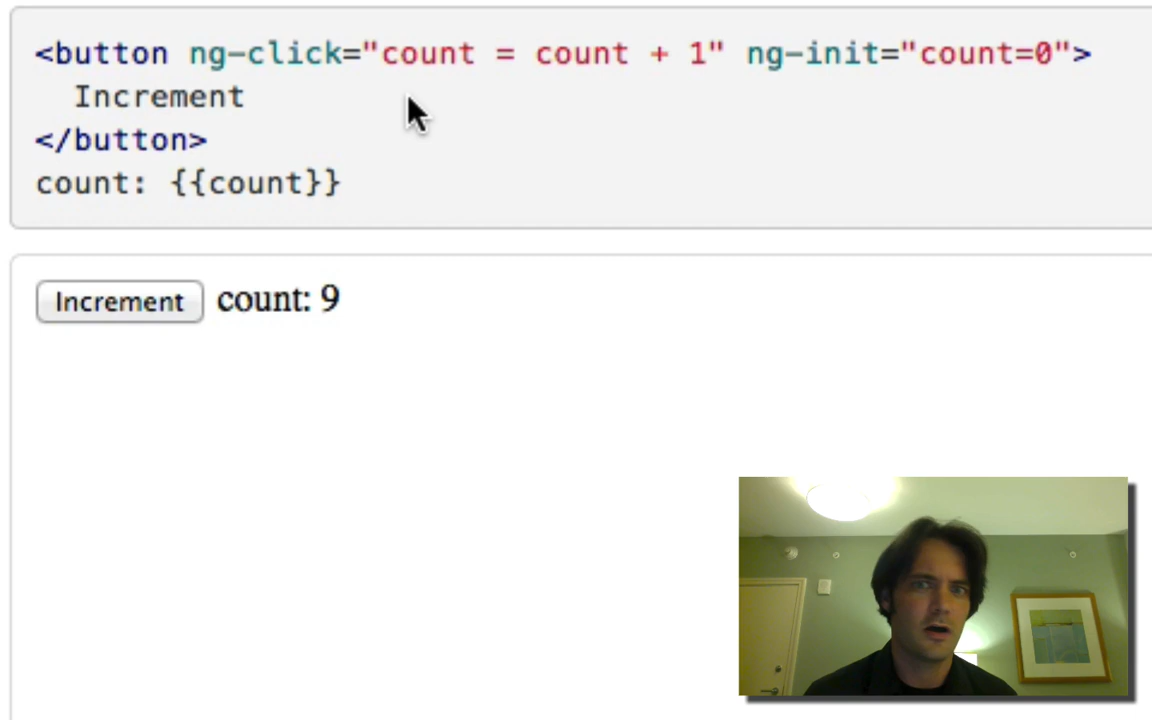 <button ng-click="count = count + 1" ng-init="count=0">
  Increment
</button>
count: {{count}}
Increment count: 9